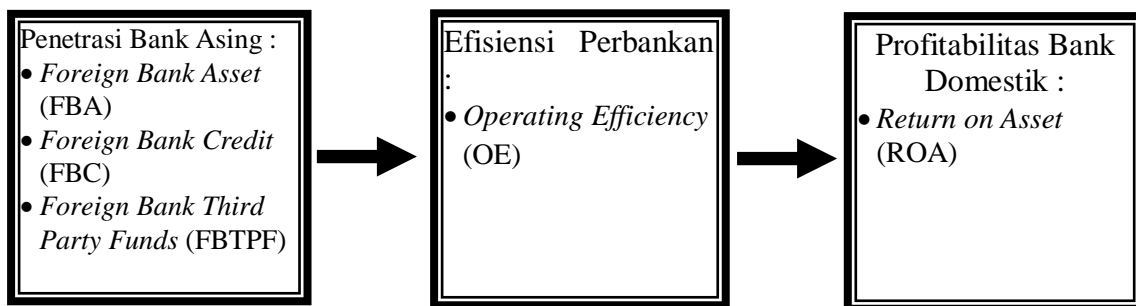 Penetrasi Bank Asing :
• Foreign Bank Asset
(FBA)
• Foreign Bank Credit
(FBC)
• Foreign Bank Third
Party Funds (FBTPF)
Efisiensi Perbankan
:
• Operating Efficiency
(OE)
Profitabilitas Bank
Domestik :
• Return on Asset
(ROA)